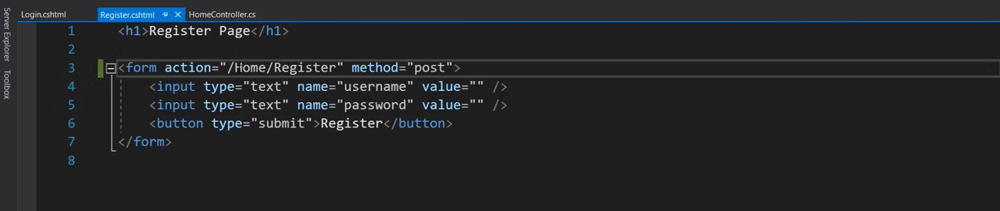 Server Explorer
Toolbox
Login.cshtml
Register.cshtml
HomeController.cs
1 <h1>Register Page</h1>
2
3 <form action="/Home/Register" method="post">
4 <input type="text" name="username" value="" />
5 <input type="text" name="password" value="" />
6 <button type="submit">Register</button>
7 </form>
8